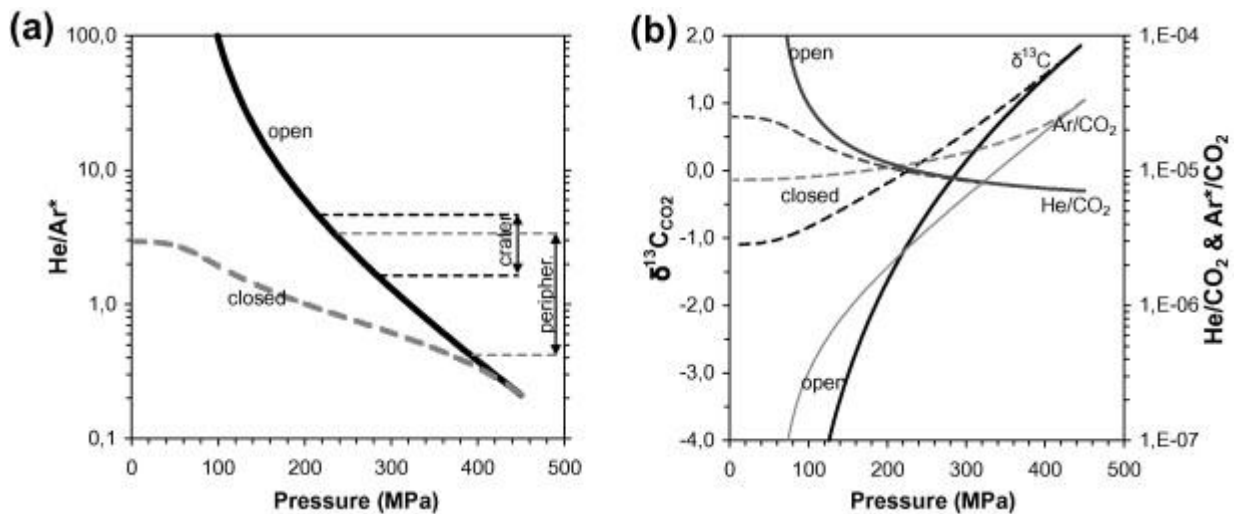 (a)
100,0
10,0
1,0
0,1
He/Ar*
open
closed
crater
peripher.
0
100
200
300
400
500
Pressure (MPa)
(b)
2,0
1,0
0,0
-1,0
-2,0
-3,0
-4,0
δ13CCO2
open
δ13C
Ar/CO2
closed
He/CO2
open
1,E-04
1,E-05
1,E-06
1,E-07
He/CO2 & Ar*/CO2
0
100
200
300
400
500
Pressure (MPa)